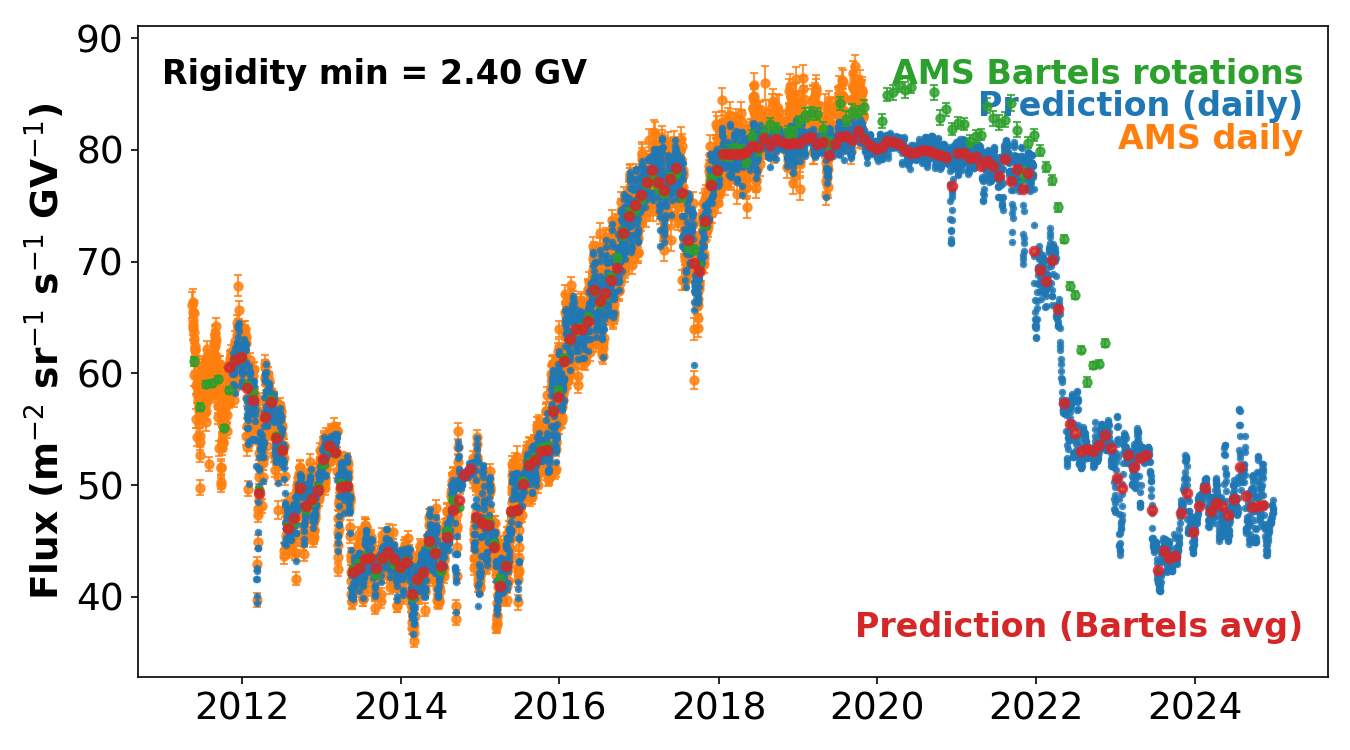 Rigidity min = 2.40 GV
AMS Bartels rotations
Prediction (daily)
AMS daily
Prediction (Bartels avg)
Flux (m⁻² sr⁻¹ s⁻¹ GV⁻¹)
90
80
70
60
50
40
2012 2014 2016 2018 2020 2022 2024